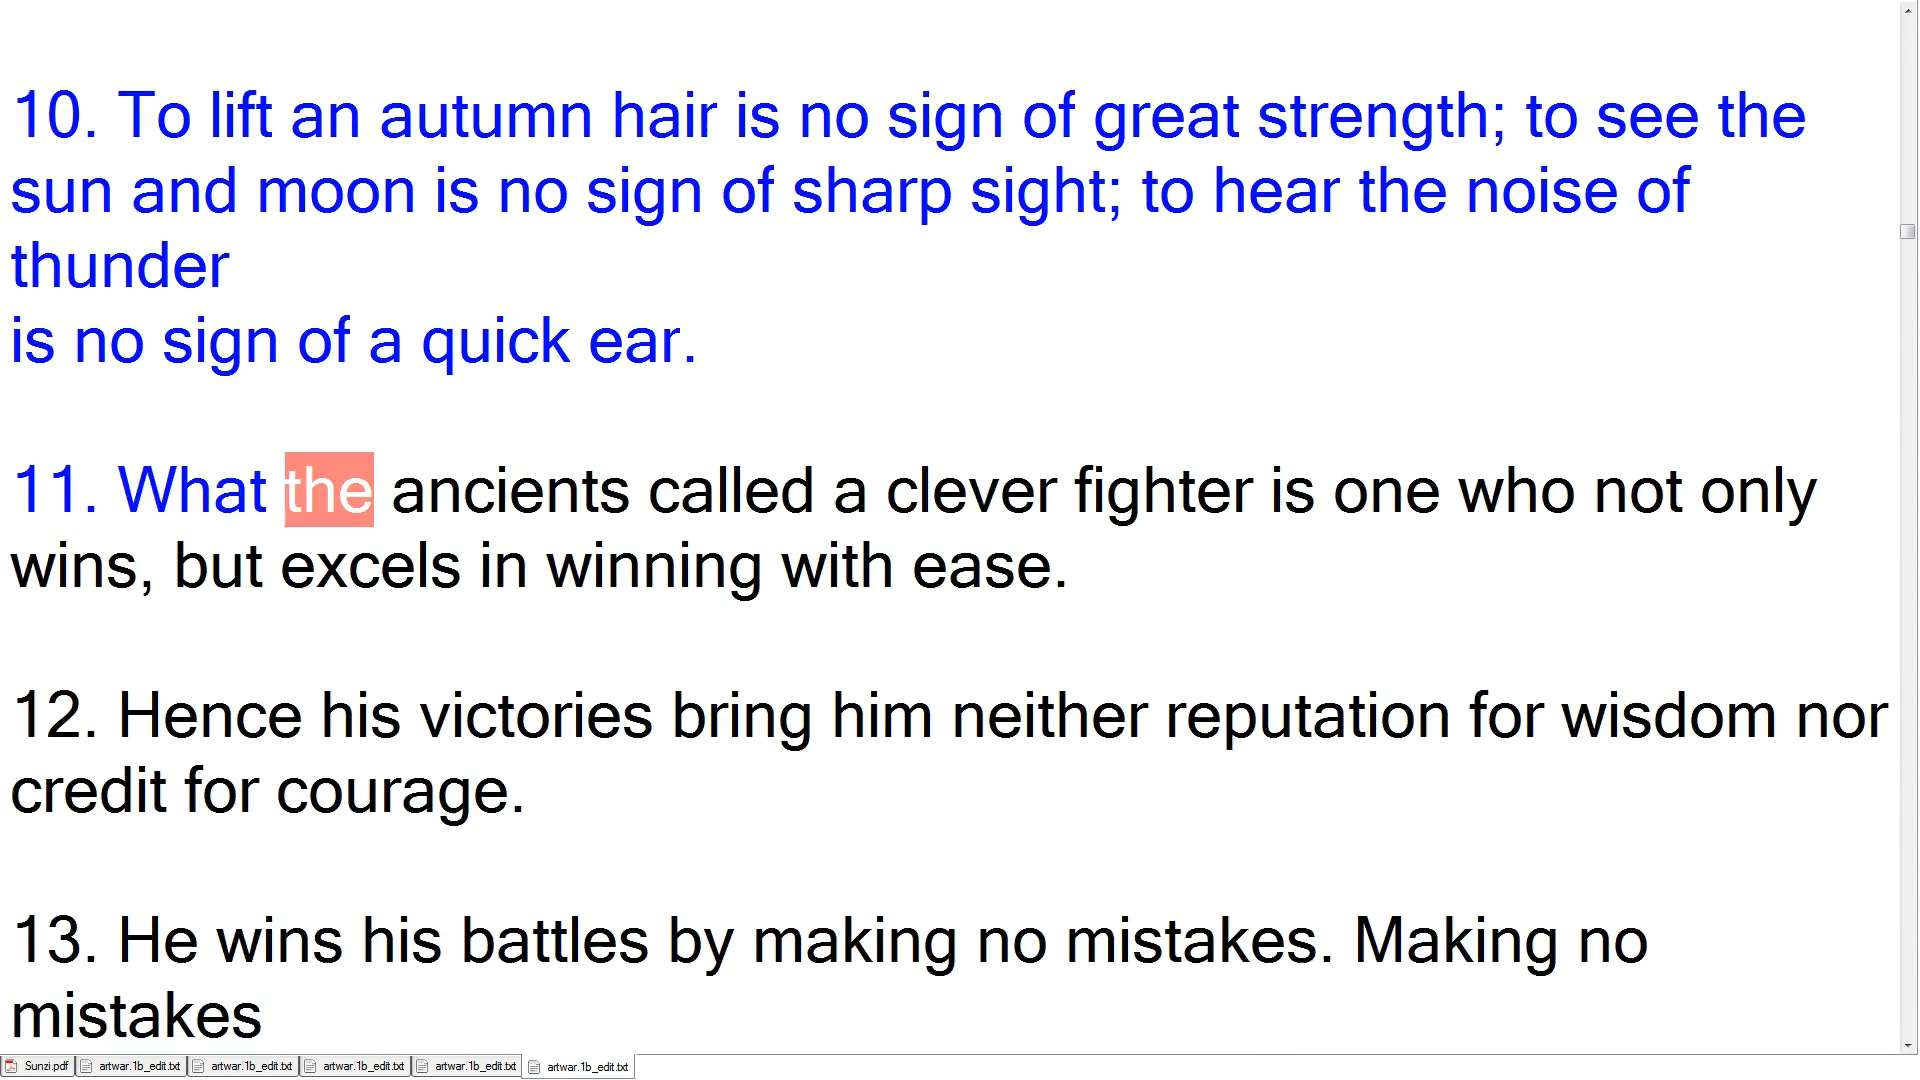 10. To lift an autumn hair is no sign of great strength; to see the
sun and moon is no sign of sharp sight; to hear the noise of
thunder
is no sign of a quick ear.
11. What the ancients called a clever fighter is one who not only
wins, but excels in winning with ease.
12. Hence his victories bring him neither reputation for wisdom nor
credit for courage.
13. He wins his battles by making no mistakes. Making no
mistakes
Sunzi.pdf artwar.1b_edit.txt artwar.1b_edit.txt artwar.1b_edit.txt artwar.1b_edit.txt artwar.1b_edit.txt